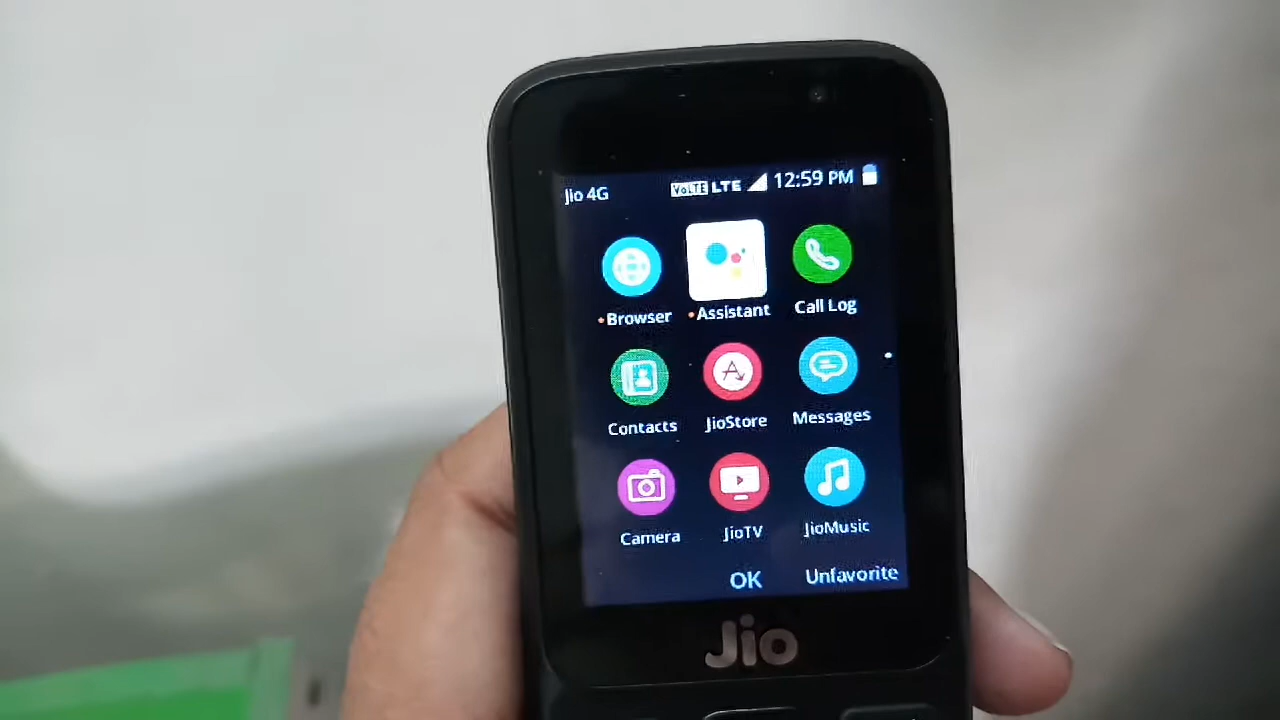 Jio 4G VoLTE LTE 12:59 PM
Browser Assistant Call Log
Contacts JioStore Messages
Camera JioTV JioMusic
OK Unfavorite
Jio